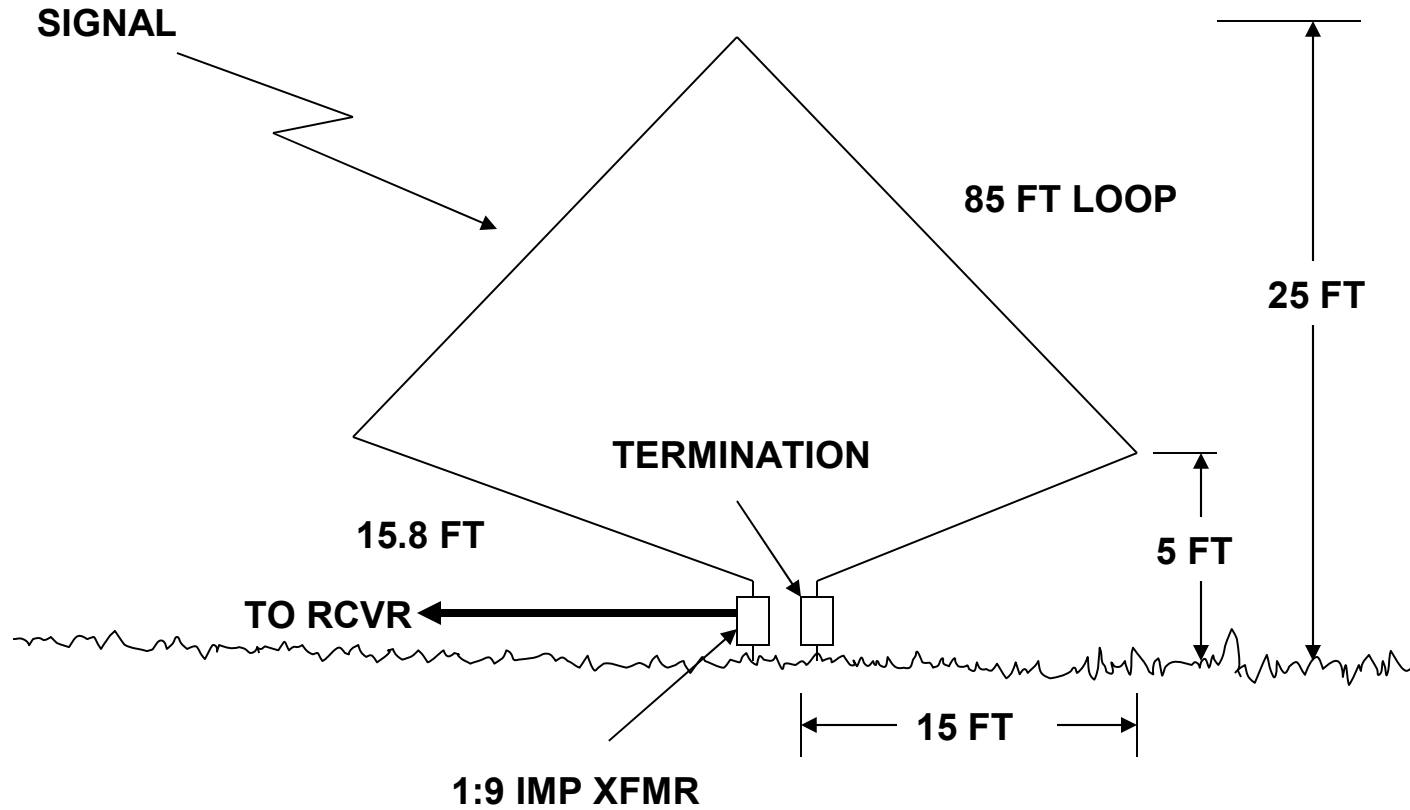 SIGNAL
85 FT LOOP
25 FT
TERMINATION
15.8 FT
5 FT
TO RCVR
15 FT
1:9 IMP XFMR